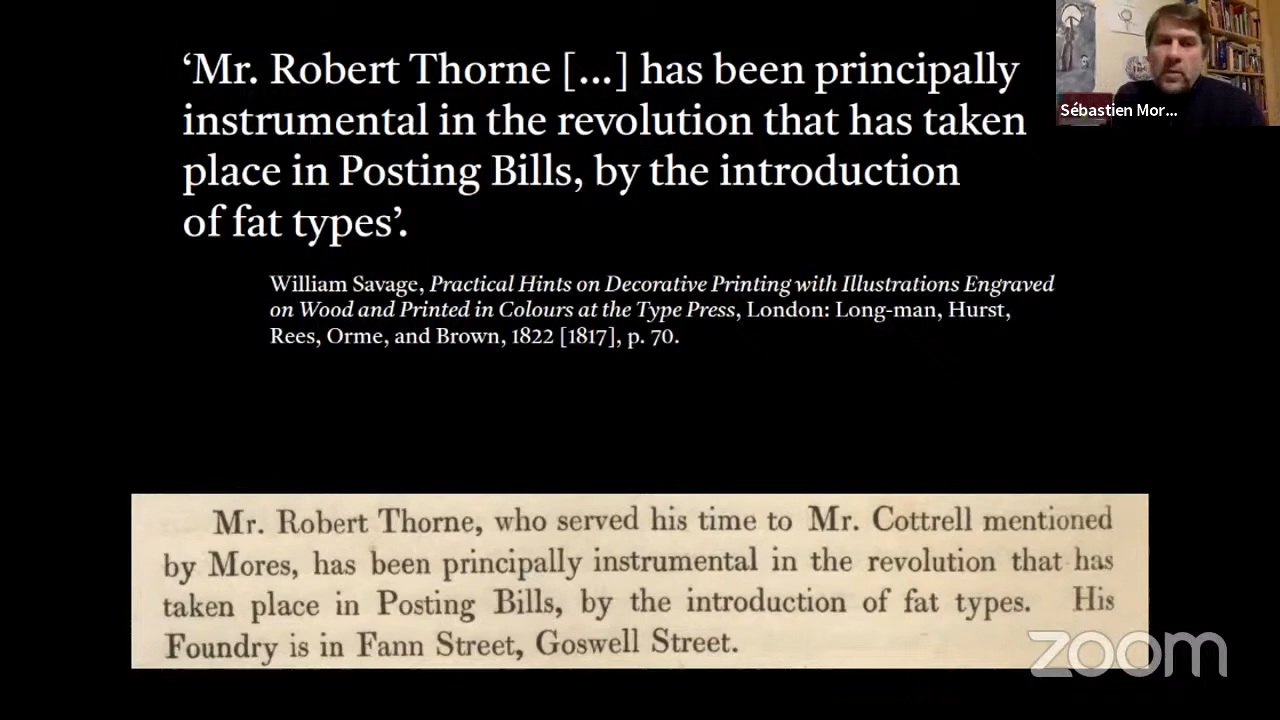 ‘Mr. Robert Thorne [...] has been principally
instrumental in the revolution that has taken
place in Posting Bills, by the introduction
of fat types’.
William Savage, Practical Hints on Decorative Printing with Illustrations Engraved
on Wood and Printed in Colours at the Type Press, London: Long-man, Hurst,
Rees, Orme, and Brown, 1822 [1817], p. 70.
Mr. Robert Thorne, who served his time to Mr. Cottrell mentioned
by Mores, has been principally instrumental in the revolution that has
taken place in Posting Bills, by the introduction of fat types. His
Foundry is in Fann Street, Goswell Street.
Sébastien Mor...
zoom